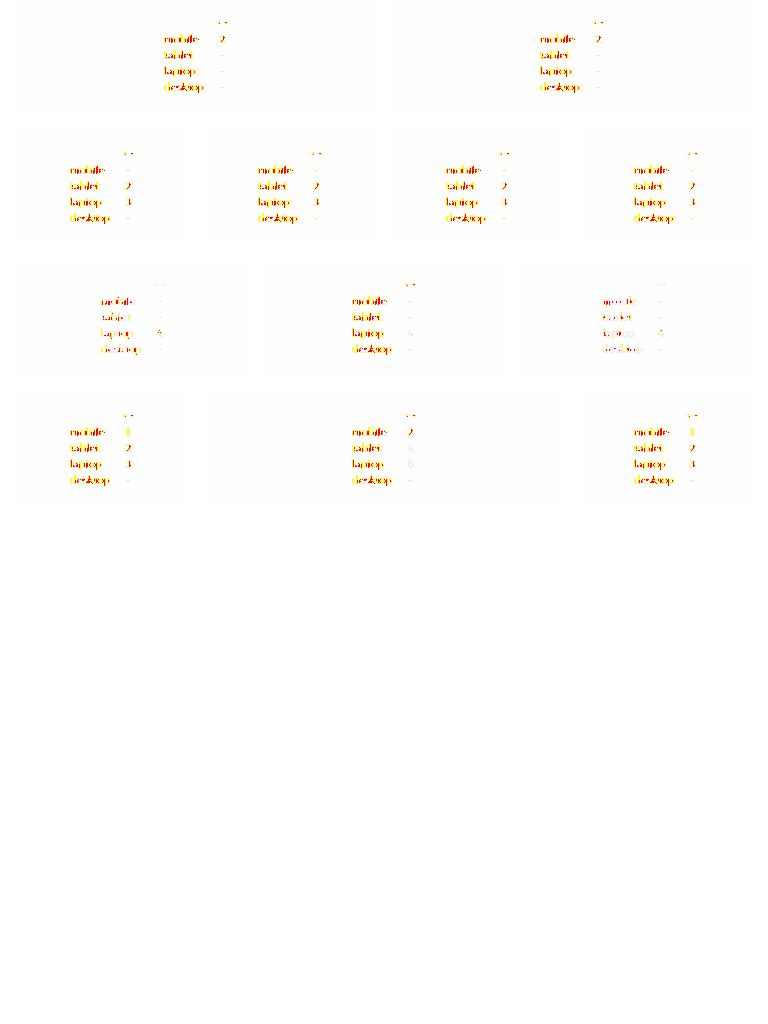 mobile 2
tablet -
laptop -
desktop -
mobile 2
tablet -
laptop -
desktop -
mobile -
tablet 2
laptop 3
desktop -
mobile -
tablet 2
laptop 3
desktop -
mobile -
tablet 2
laptop 3
desktop -
mobile -
tablet 2
laptop 3
desktop -
mobile -
tablet -
laptop 4
desktop -
mobile -
tablet -
laptop 4
desktop -
mobile -
tablet -
laptop 4
desktop -
mobile 1
tablet 2
laptop 3
desktop -
mobile 2
tablet 4
laptop 6
desktop -
mobile 1
tablet 2
laptop 3
desktop -